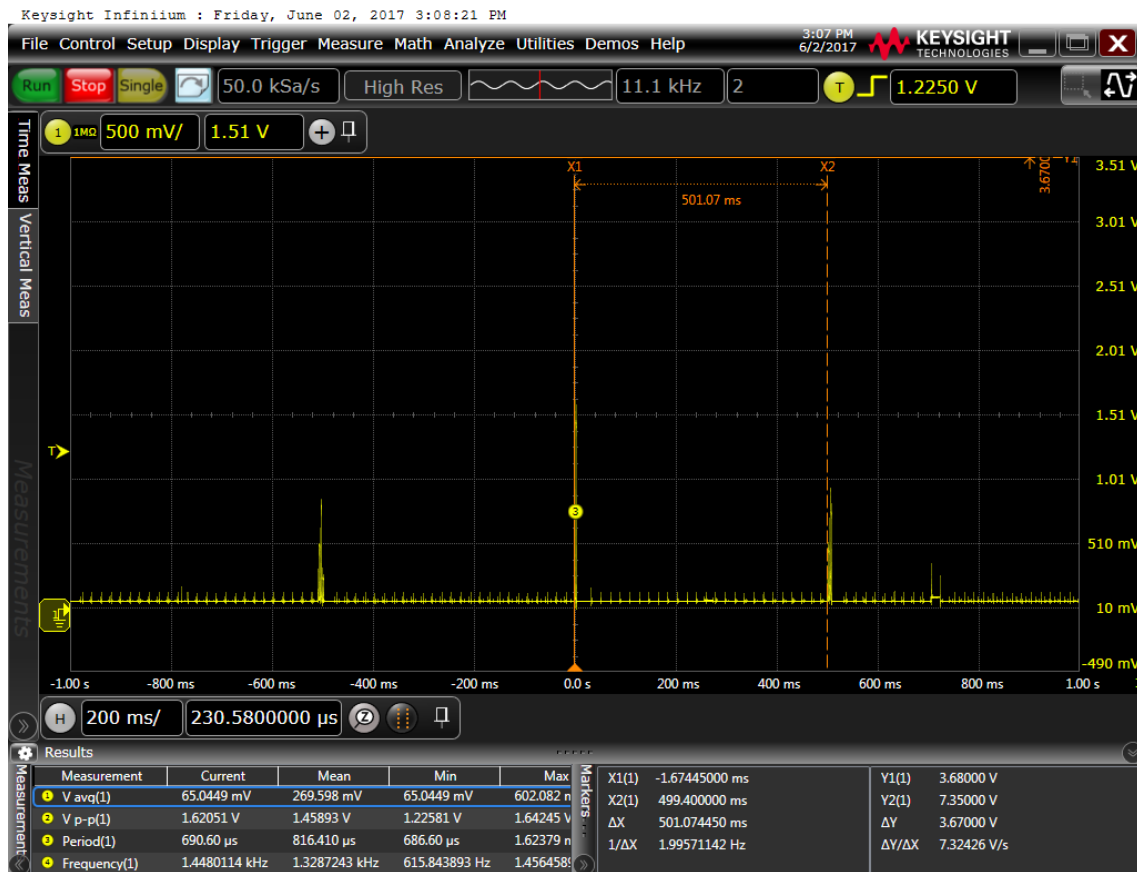 Keysight Infiniium : Friday, June 02, 2017 3:08:21 PM
File Control Setup Display Trigger Measure Math Analyze Utilities Demos Help
3:07 PM
6/2/2017
KEYSIGHT
TECHNOLOGIES
Run Stop Single 50.0 kSa/s High Res 11.1 kHz 2 T 1.2250 V
1 1MΩ 500 mV/ 1.51 V +
Time Meas
Vertical Meas
Measurements
X1 X2
501.07 ms
3.6700
Y1
3.51 V
3.01 V
2.51 V
2.01 V
1.51 V
T
1.01 V
3
510 mV
10 mV
-490 mV
-1.00 s -800 ms -600 ms -400 ms -200 ms 0.0 s 200 ms 400 ms 600 ms 800 ms 1.00 s
H 200 ms/ 230.5800000 µs Z
Results
Measurement Current Mean Min Max
1 V avg(1) 65.0449 mV 269.598 mV 65.0449 mV 602.082
2 V p-p(1) 1.62051 V 1.45893 V 1.22581 V 1.64245 V
3 Period(1) 690.60 µs 816.410 µs 686.60 µs 1.62379
4 Frequency(1) 1.4480114 kHz 1.3287243 kHz 615.843893 Hz 1.456458
Measurement
Markers
X1(1) -1.67445000 ms Y1(1) 3.68000 V
X2(1) 499.400000 ms Y2(1) 7.35000 V
ΔX 501.074450 ms ΔY 3.67000 V
1/ΔX 1.99571142 Hz ΔY/ΔX 7.32426 V/s